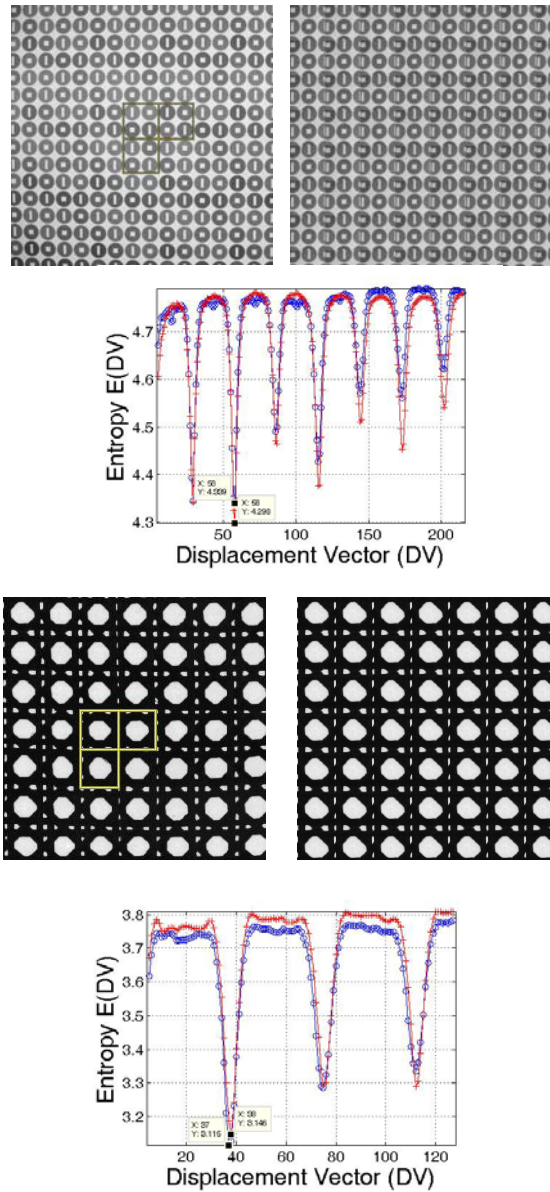 4.7
4.6
4.5
4.4
4.3
Entropy E(DV)
X: 58
Y: 4.339
X: 58
Y: 4.298
50
100
150
200
Displacement Vector (DV)
3.8
3.7
3.6
3.5
3.4
3.3
3.2
Entropy E(DV)
X: 37
Y: 3.115
X: 38
Y: 3.146
20
40
60
80
100
120
Displacement Vector (DV)